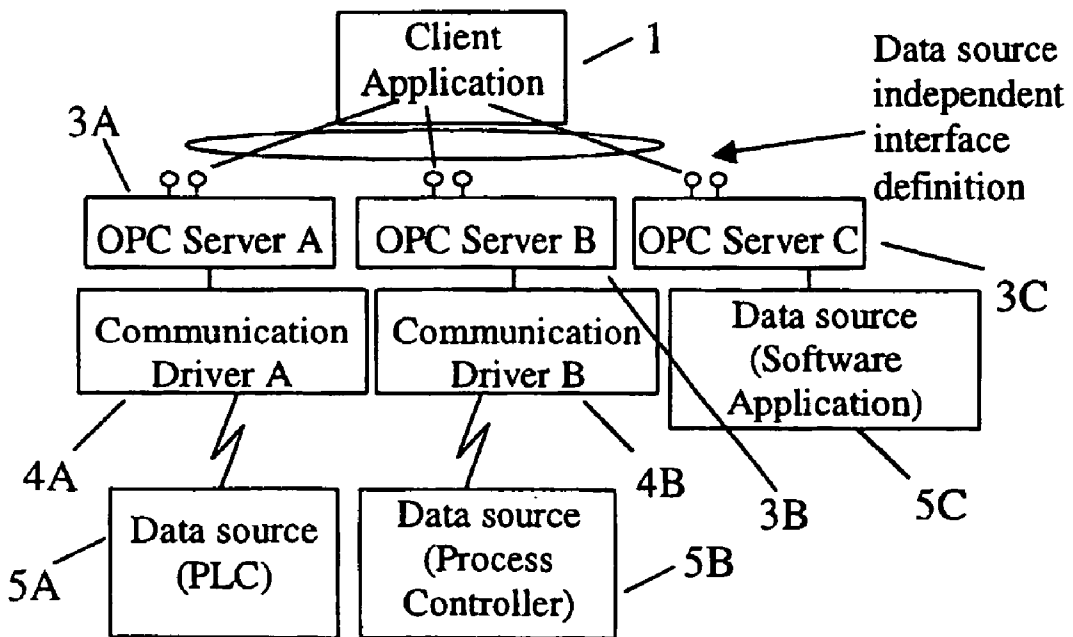 Client
Application
1
Data source
independent
interface
definition
3A
OPC Server A
OPC Server B
OPC Server C
3C
Communication
Driver A
Communication
Driver B
Data source
(Software
Application)
4A
4B
3B
5C
Data source
(PLC)
5A
Data source
(Process
Controller)
5B